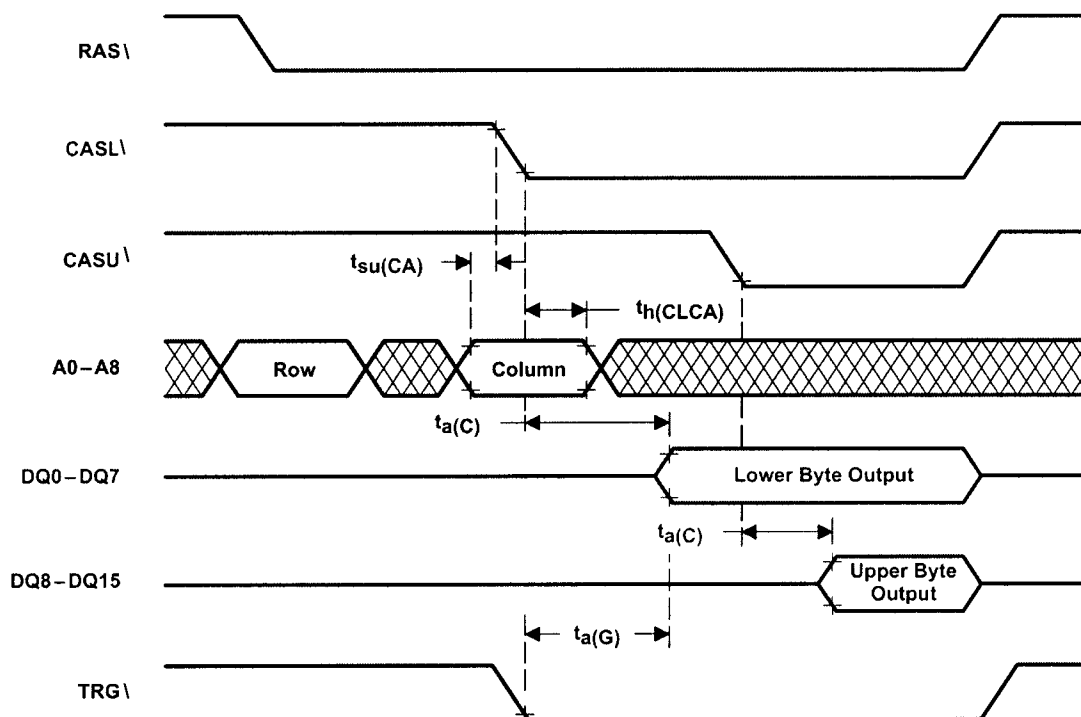 RAS\
CASL\
CASU\
tsu(CA)
th(CLCA)
A0–A8
Row
Column
ta(C)
DQ0–DQ7
Lower Byte Output
ta(C)
DQ8–DQ15
Upper Byte
Output
ta(G)
TRG\